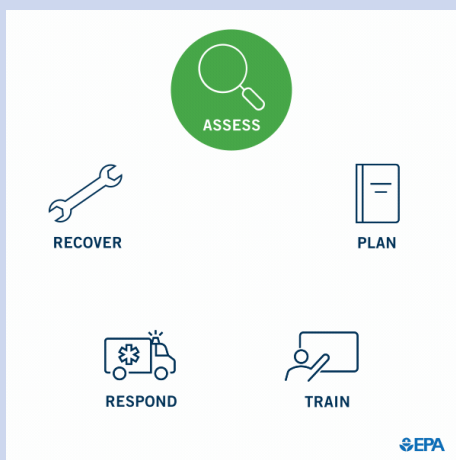 ASSESS
RECOVER
PLAN
RESPOND
TRAIN
EPA